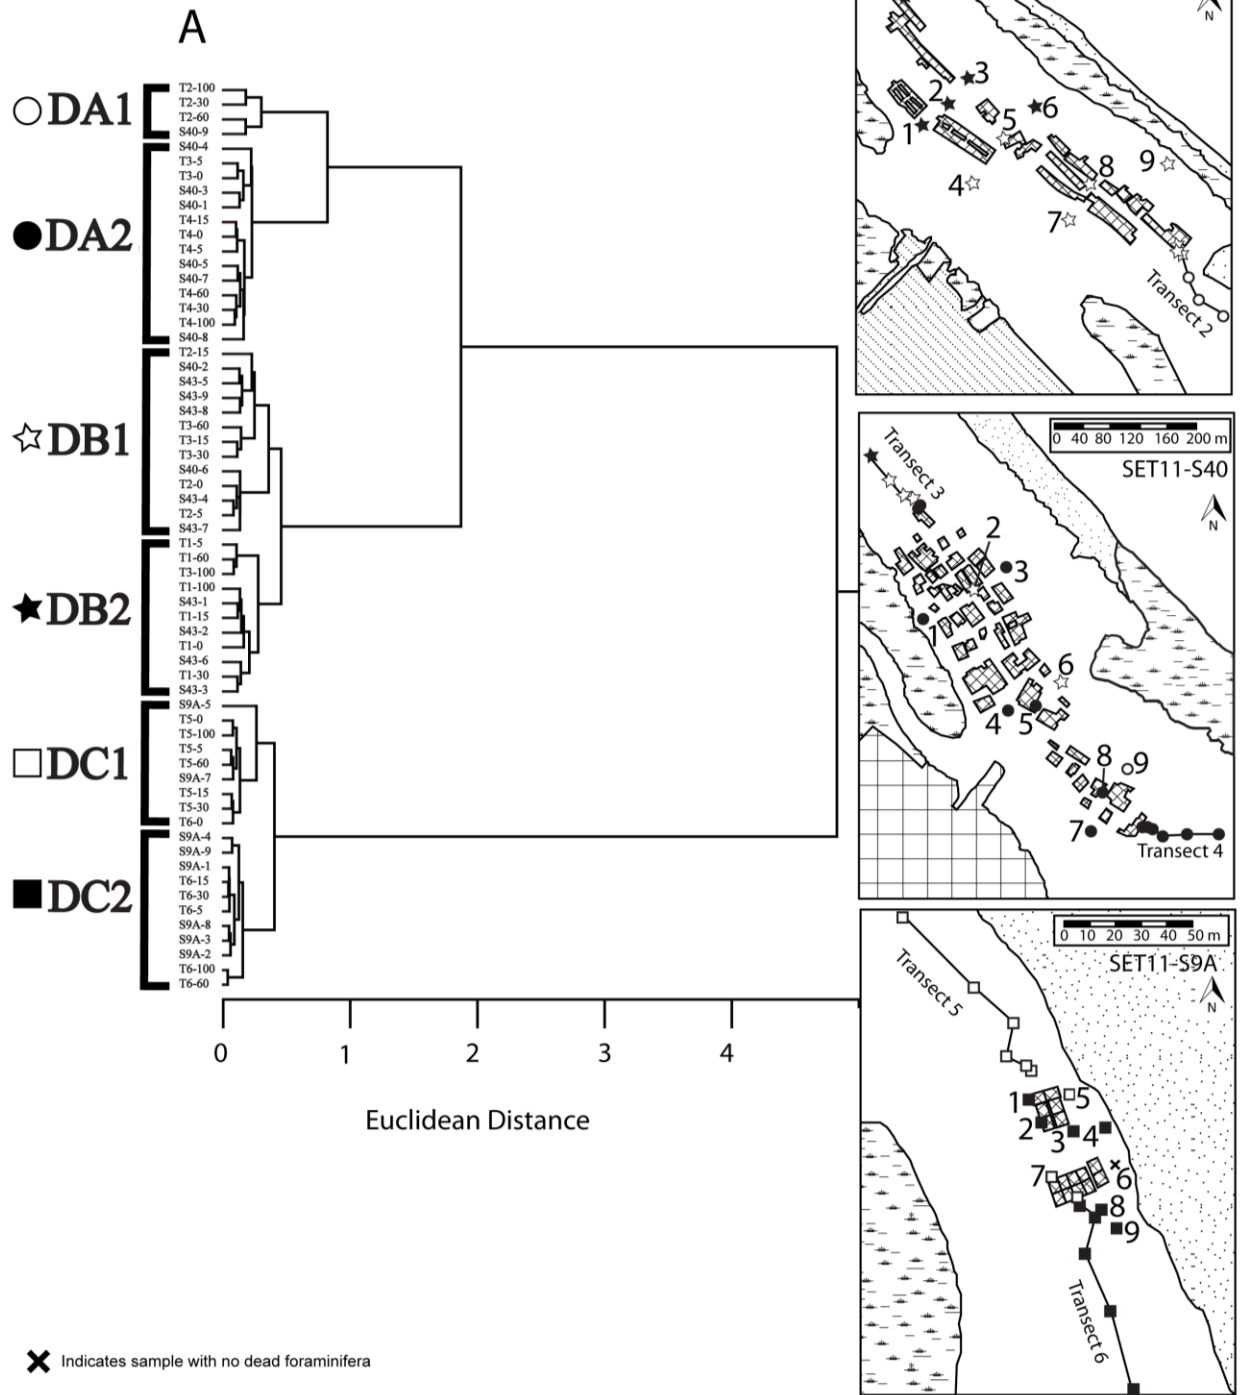 A
DA1
T2-100
T2-30
T2-60
S40-9
DA2
S40-4
T3-5
T3-0
S40-3
S40-1
T4-15
T4-0
T4-5
S40-5
S40-7
T4-60
T4-30
T4-100
S40-8
DB1
T2-15
S40-2
S43-5
S43-9
S43-8
T3-60
T3-15
T3-30
S40-6
T2-0
S43-4
T2-5
S43-7
DB2
T1-5
T1-60
T3-100
T1-100
S43-1
T1-15
S43-2
T1-0
S43-6
T1-30
S43-3
DC1
S9A-5
T5-0
T5-100
T5-5
T5-60
S9A-7
T5-15
T5-30
T6-0
DC2
S9A-4
S9A-9
S9A-1
T6-15
T6-30
T6-5
S9A-8
S9A-3
S9A-2
T6-100
T6-60
0 1 2 3 4
Euclidean Distance
Indicates sample with no dead foraminifera
N
3
2
6
1
5
8
9
4
7
Transect 2
0 40 80 120 160 200 m
SET11-S40
N
Transect 3
2
3
1
6
4
5
8
9
7
Transect 4
0 10 20 30 40 50 m
SET11-S9A
N
Transect 5
1
5
2
3
4
7
6
8
9
Transect 6